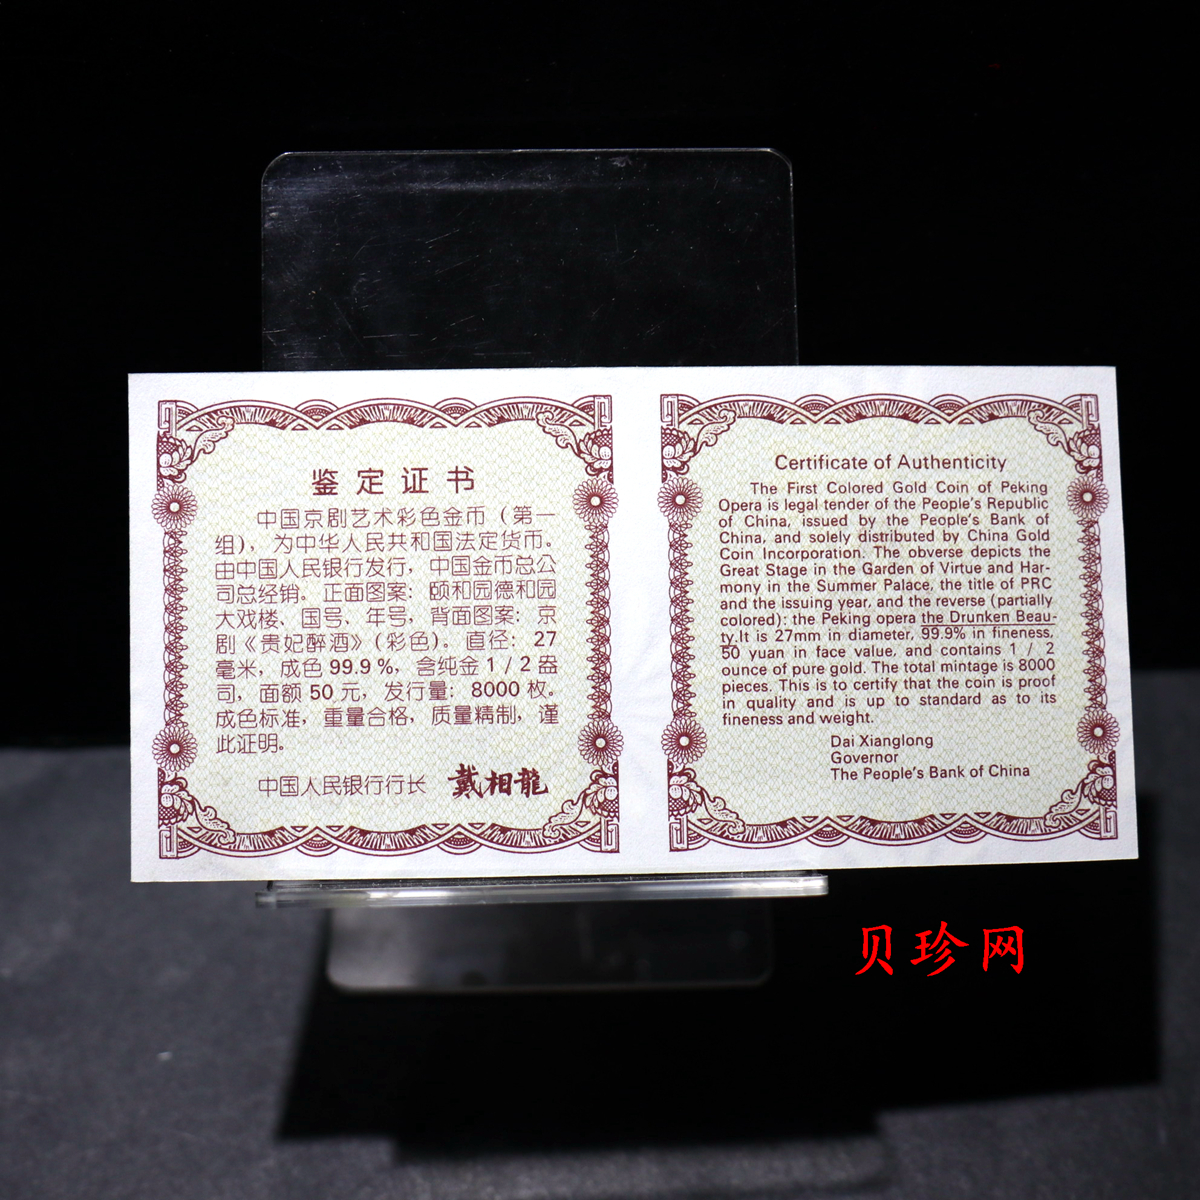 鉴定证书
中国京剧艺术彩色金币（第一
组），为中华人民共和国法定货币。
由中国人民银行发行，中国金币总公
司总经销。正面图案：颐和园德和园
大戏楼、国号、年号，背面图案：京
剧《贵妃醉酒》（彩色）。直径：27
毫米，成色99.9%，含纯金1/2盎
司，面额50元，发行量：8000枚。
成色标准，重量合格，质量精制，谨
此证明。
中国人民银行行长 戴相龍
Certificate of Authenticity
The First Colored Gold Coin of Peking
Opera is legal tender of the People's Republic
of China, issued by the People's Bank of
China, and solely distributed by China Gold
Coin Incorporation. The obverse depicts the
Great Stage in the Garden of Virtue and Har-
mony in the Summer Palace, the title of PRC
and the issuing year, and the reverse (partially
colored): the Peking opera the Drunken Beau-
ty.It is 27mm in diameter, 99.9% in fineness,
50 yuan in face value, and contains 1 / 2
ounce of pure gold. The total mintage is 8000
pieces. This is to certify that the coin is proof
in quality and is up to standard as to its
fineness and weight.
Dai Xianglong
Governor
The People's Bank of China
贝珍网